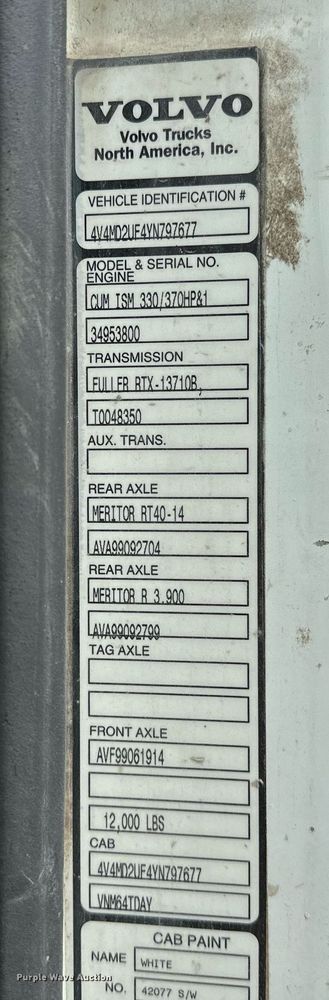 VOLVO
Volvo Trucks
North America, Inc.
VEHICLE IDENTIFICATION #
4V4MD2UF4YN797677
MODEL & SERIAL NO.
ENGINE
CUM ISM 330/370HP&1
34953800
TRANSMISSION
FULLER RTX-13710B,
T0048350
AUX. TRANS.
REAR AXLE
MERITOR RT40-14
AVA99092704
REAR AXLE
MERITOR R 3.900
AVA99092799
TAG AXLE
FRONT AXLE
AVF99061914
12,000 LBS
CAB
4V4MD2UF4YN797677
VNM64TDAY
CAB PAINT
NAME WHITE
NO. 42077 S/W
Purple Wave Auction